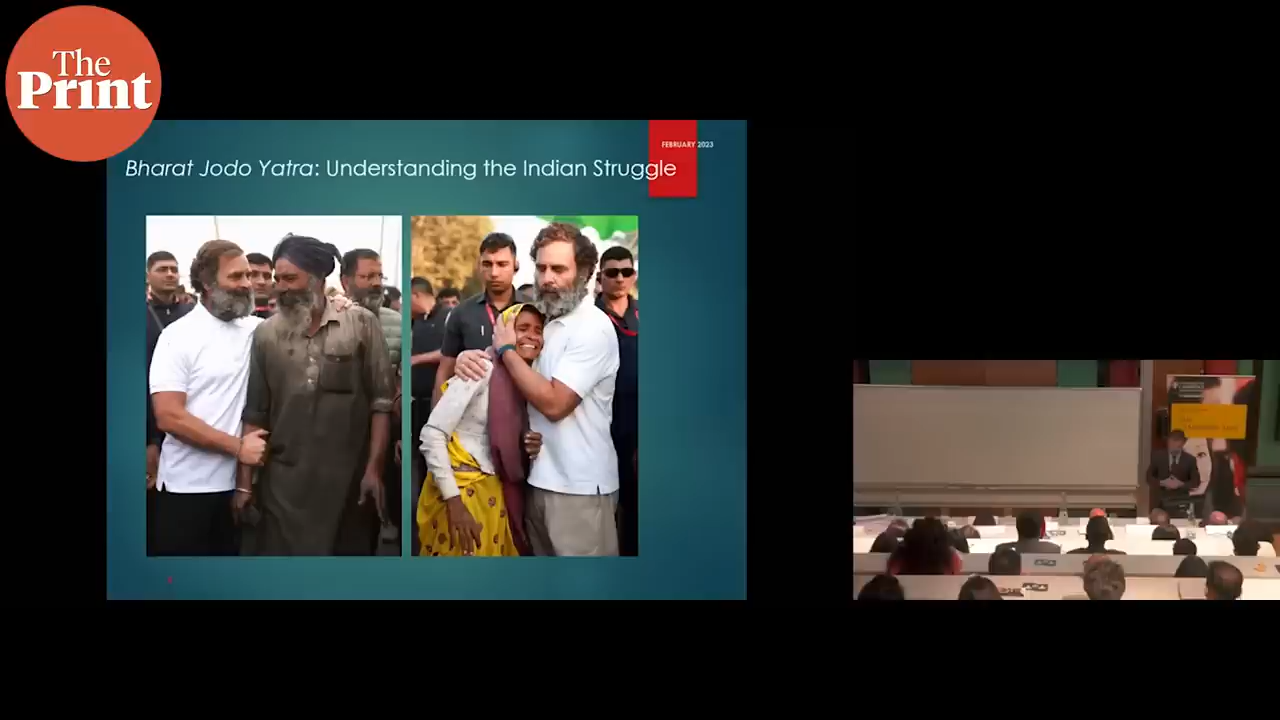 The
Print
FEBRUARY 2023
Bharat Jodo Yatra: Understanding the Indian Struggle